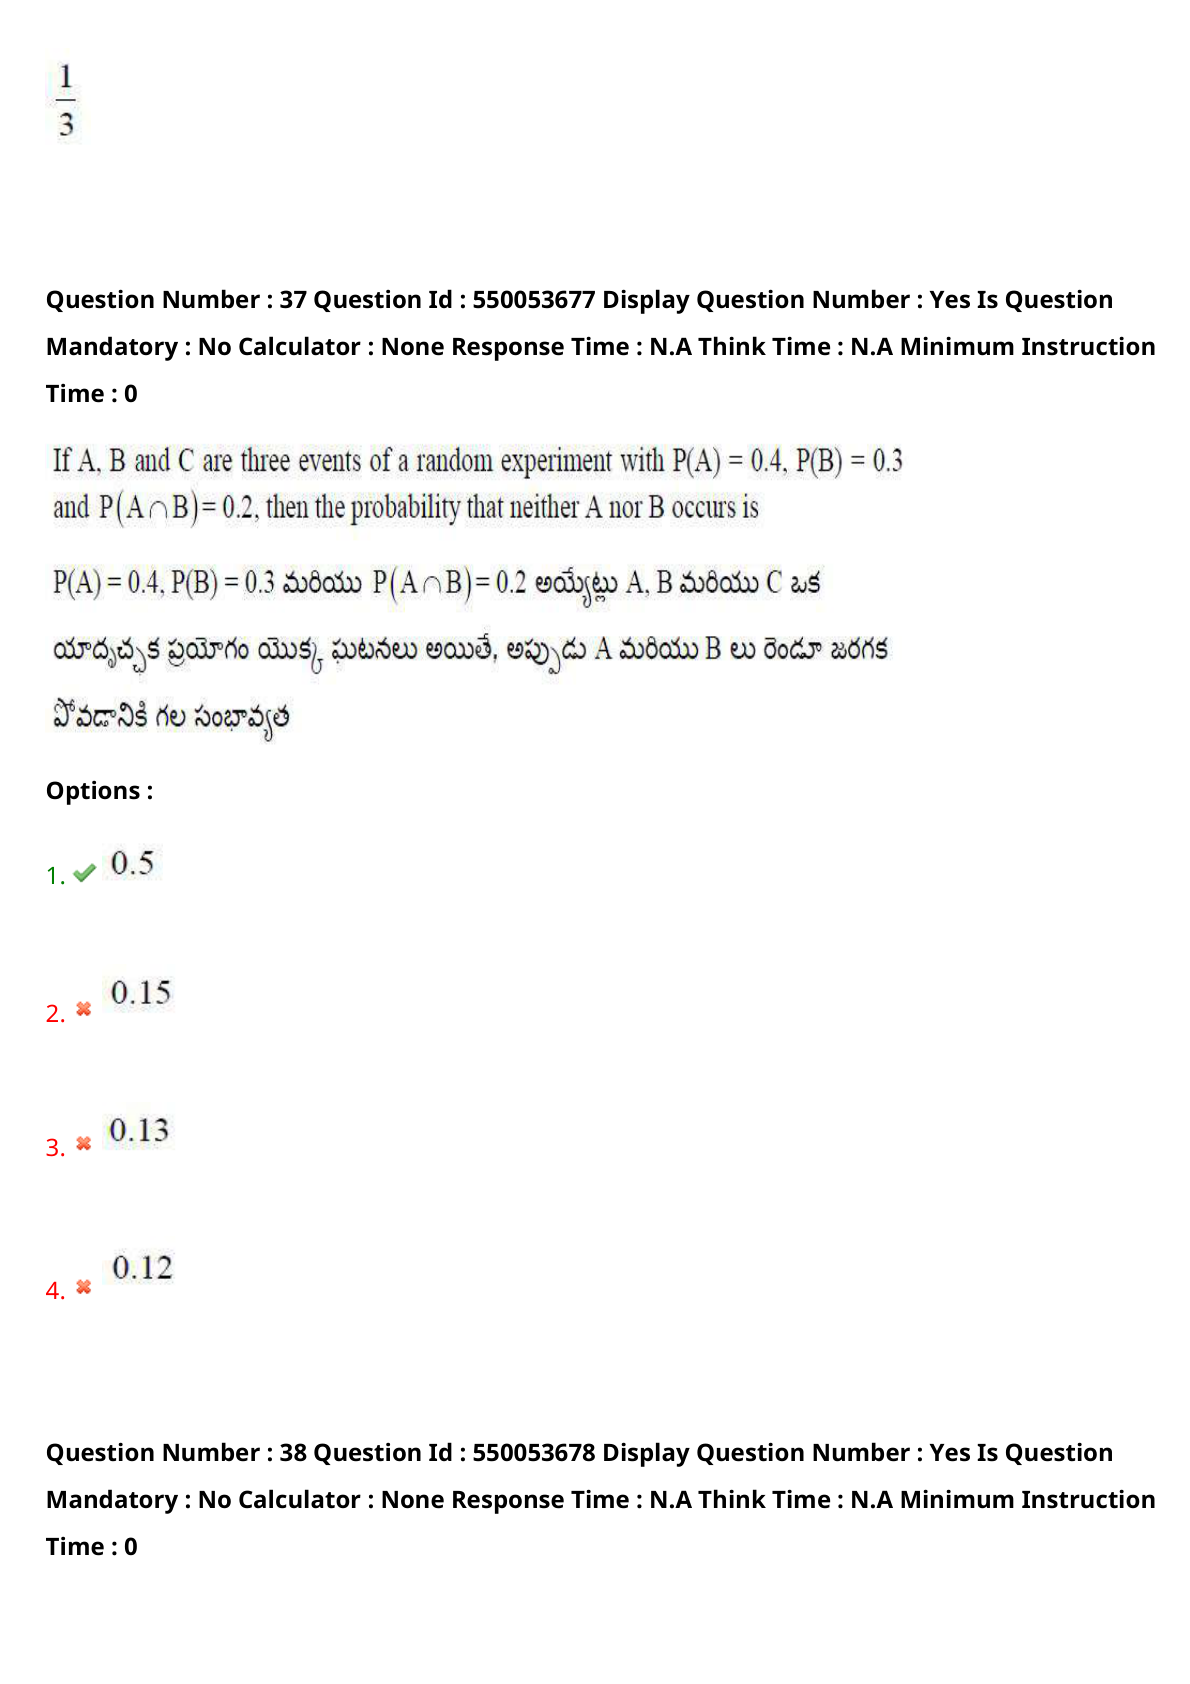 1
3
Question Number : 37 Question Id : 550053677 Display Question Number : Yes Is Question
Mandatory : No Calculator : None Response Time : N.A Think Time : N.A Minimum Instruction
Time : 0
If A, B and C are three events of a random experiment with P(A) = 0.4, P(B) = 0.3
and P(A∩B)= 0.2, then the probability that neither A nor B occurs is
P(A) = 0.4, P(B) = 0.3 మరియు P(A∩B)= 0.2 అయ్యేట్లు A, B మరియు C ఒక
యాదృచ్ఛక ప్రయోగం యొక్క ఘటనలు అయితే, అప్పుడు A మరియు B లు రెండూ జరగక
పోవడానికి గల సంభావ్యత
Options :
1. 0.5
2. 0.15
3. 0.13
4. 0.12
Question Number : 38 Question Id : 550053678 Display Question Number : Yes Is Question
Mandatory : No Calculator : None Response Time : N.A Think Time : N.A Minimum Instruction
Time : 0